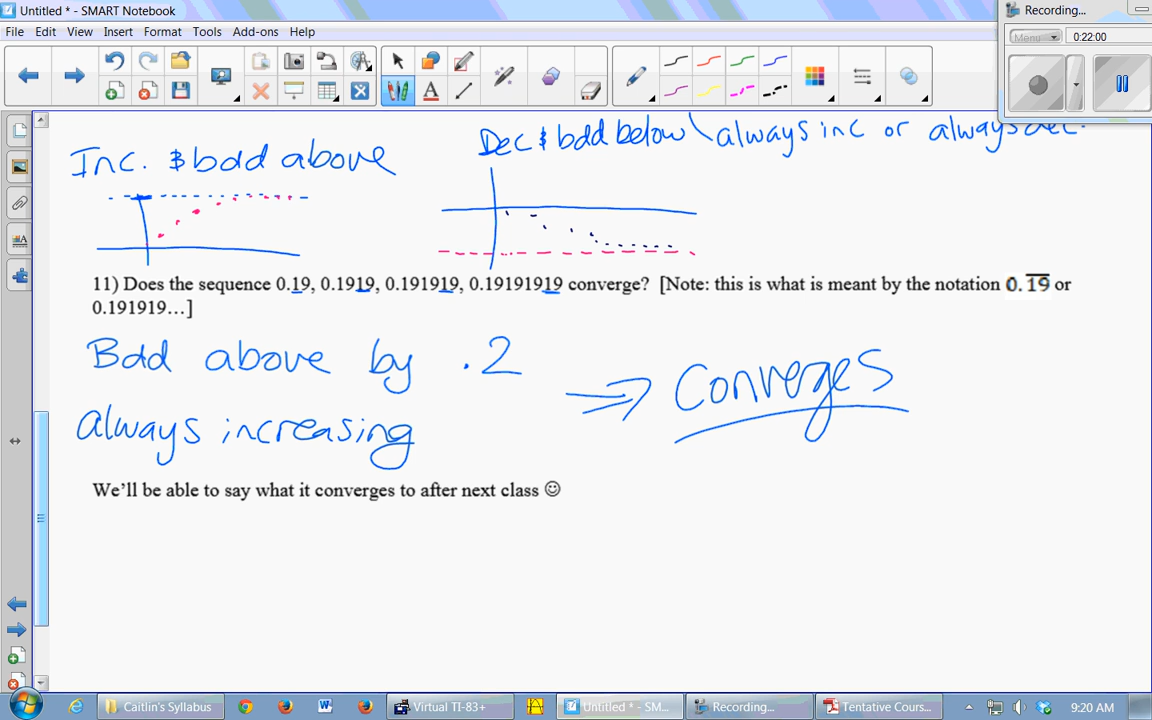 Untitled * - SMART Notebook
File Edit View Insert Format Tools Add-ons Help
Recording...
Menu
0:22:00
Inc. & bdd above
Dec & bdd below
always inc or always dec.
11) Does the sequence 0.19, 0.1919, 0.191919, 0.19191919 converge? [Note: this is what is meant by the notation 0.1̅9̅ or
0.191919…]
Bdd above by .2
always increasing
⇒ Converges
We'll be able to say what it converges to after next class ☺
Caitlin's Syllabus
Virtual TI-83+
Untitled * - SM...
Recording...
Tentative Cours...
9:20 AM